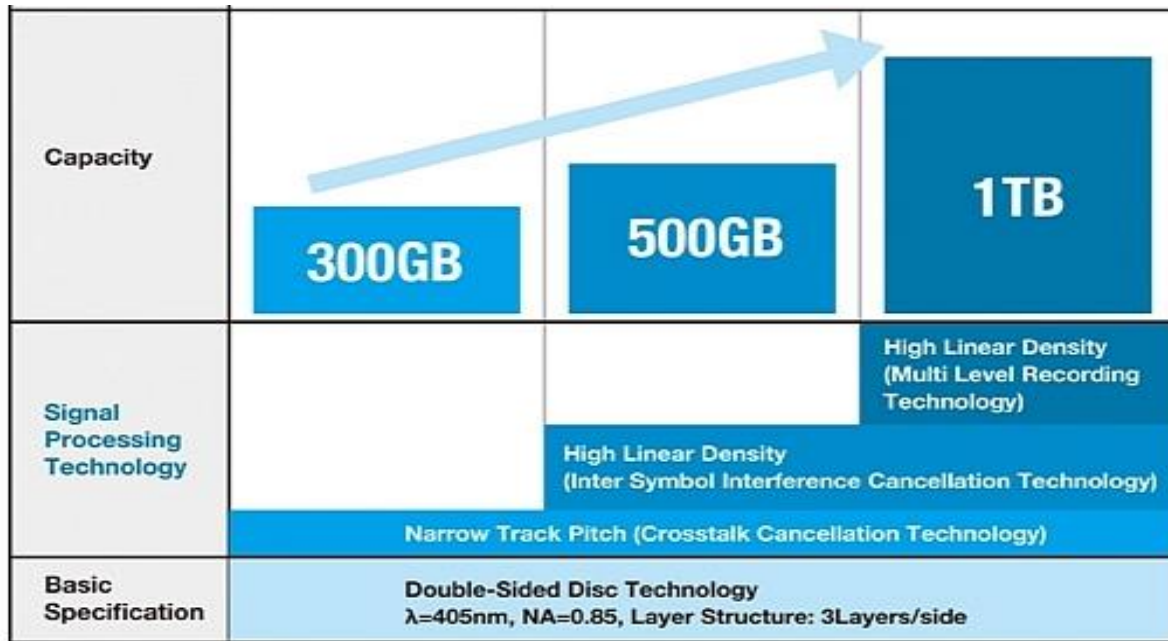 Capacity
300GB
500GB
1TB
Signal
Processing
Technology
High Linear Density
(Multi Level Recording
Technology)
High Linear Density
(Inter Symbol Interference Cancellation Technology)
Narrow Track Pitch (Crosstalk Cancellation Technology)
Basic
Specification
Double-Sided Disc Technology
λ=405nm, NA=0.85, Layer Structure: 3Layers/side